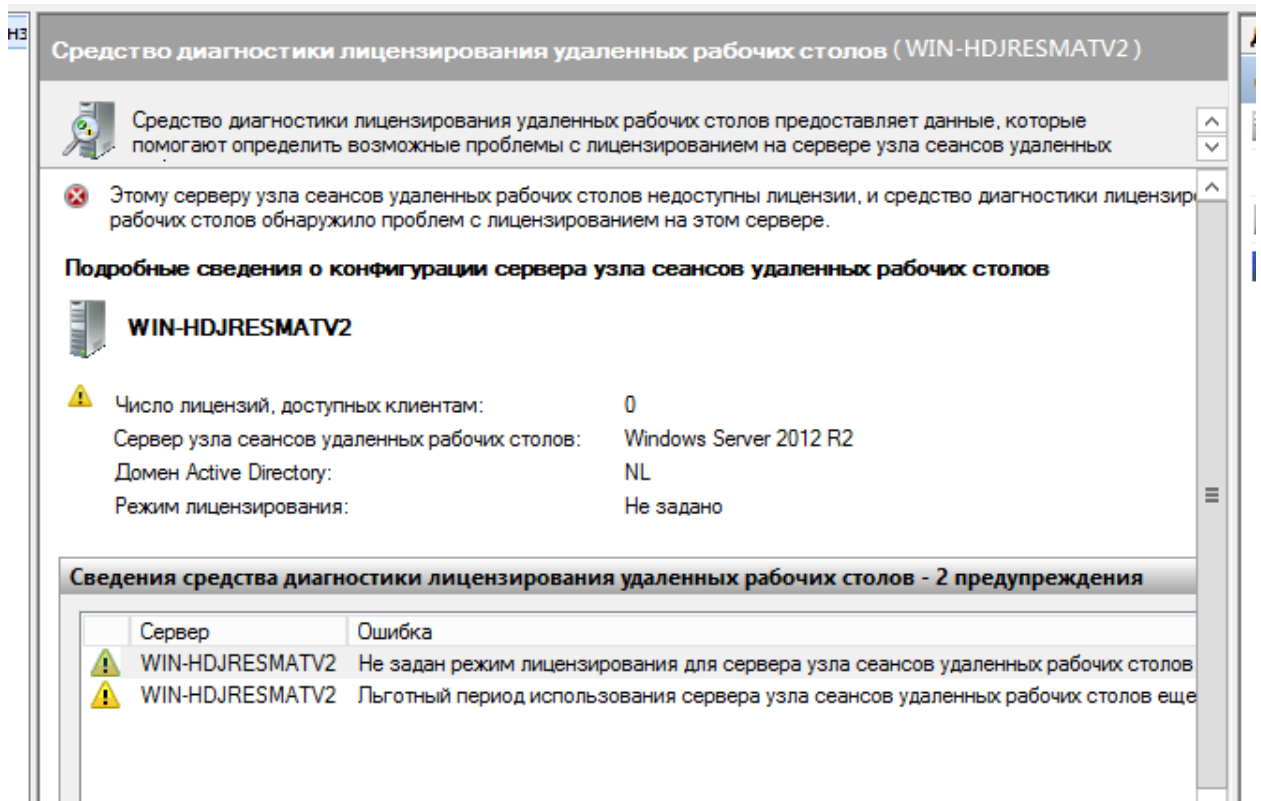 нз
Средство диагностики лицензирования удаленных рабочих столов ( WIN-HDJRESMATV2 )
Средство диагностики лицензирования удаленных рабочих столов предоставляет данные, которые
помогают определить возможные проблемы с лицензированием на сервере узла сеансов удаленных
Этому серверу узла сеансов удаленных рабочих столов недоступны лицензии, и средство диагностики лицензиро
рабочих столов обнаружило проблем с лицензированием на этом сервере.
Подробные сведения о конфигурации сервера узла сеансов удаленных рабочих столов
WIN-HDJRESMATV2
Число лицензий, доступных клиентам: 0
Сервер узла сеансов удаленных рабочих столов: Windows Server 2012 R2
Домен Active Directory: NL
Режим лицензирования: Не задано
Сведения средства диагностики лицензирования удаленных рабочих столов - 2 предупреждения
Сервер Ошибка
WIN-HDJRESMATV2 Не задан режим лицензирования для сервера узла сеансов удаленных рабочих столов
WIN-HDJRESMATV2 Льготный период использования сервера узла сеансов удаленных рабочих столов еще